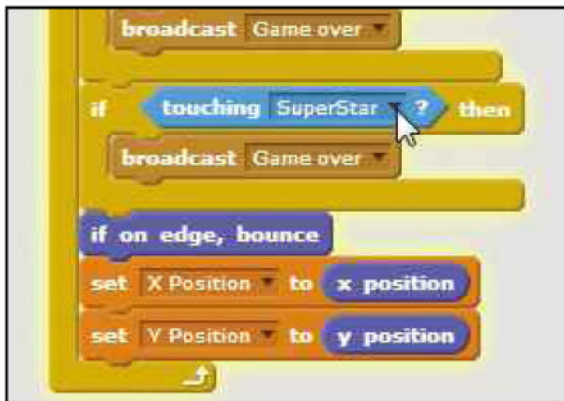 broadcast Game over
if touching SuperStar ? then
broadcast Game over
if on edge, bounce
set X Position to x position
set Y Position to y position